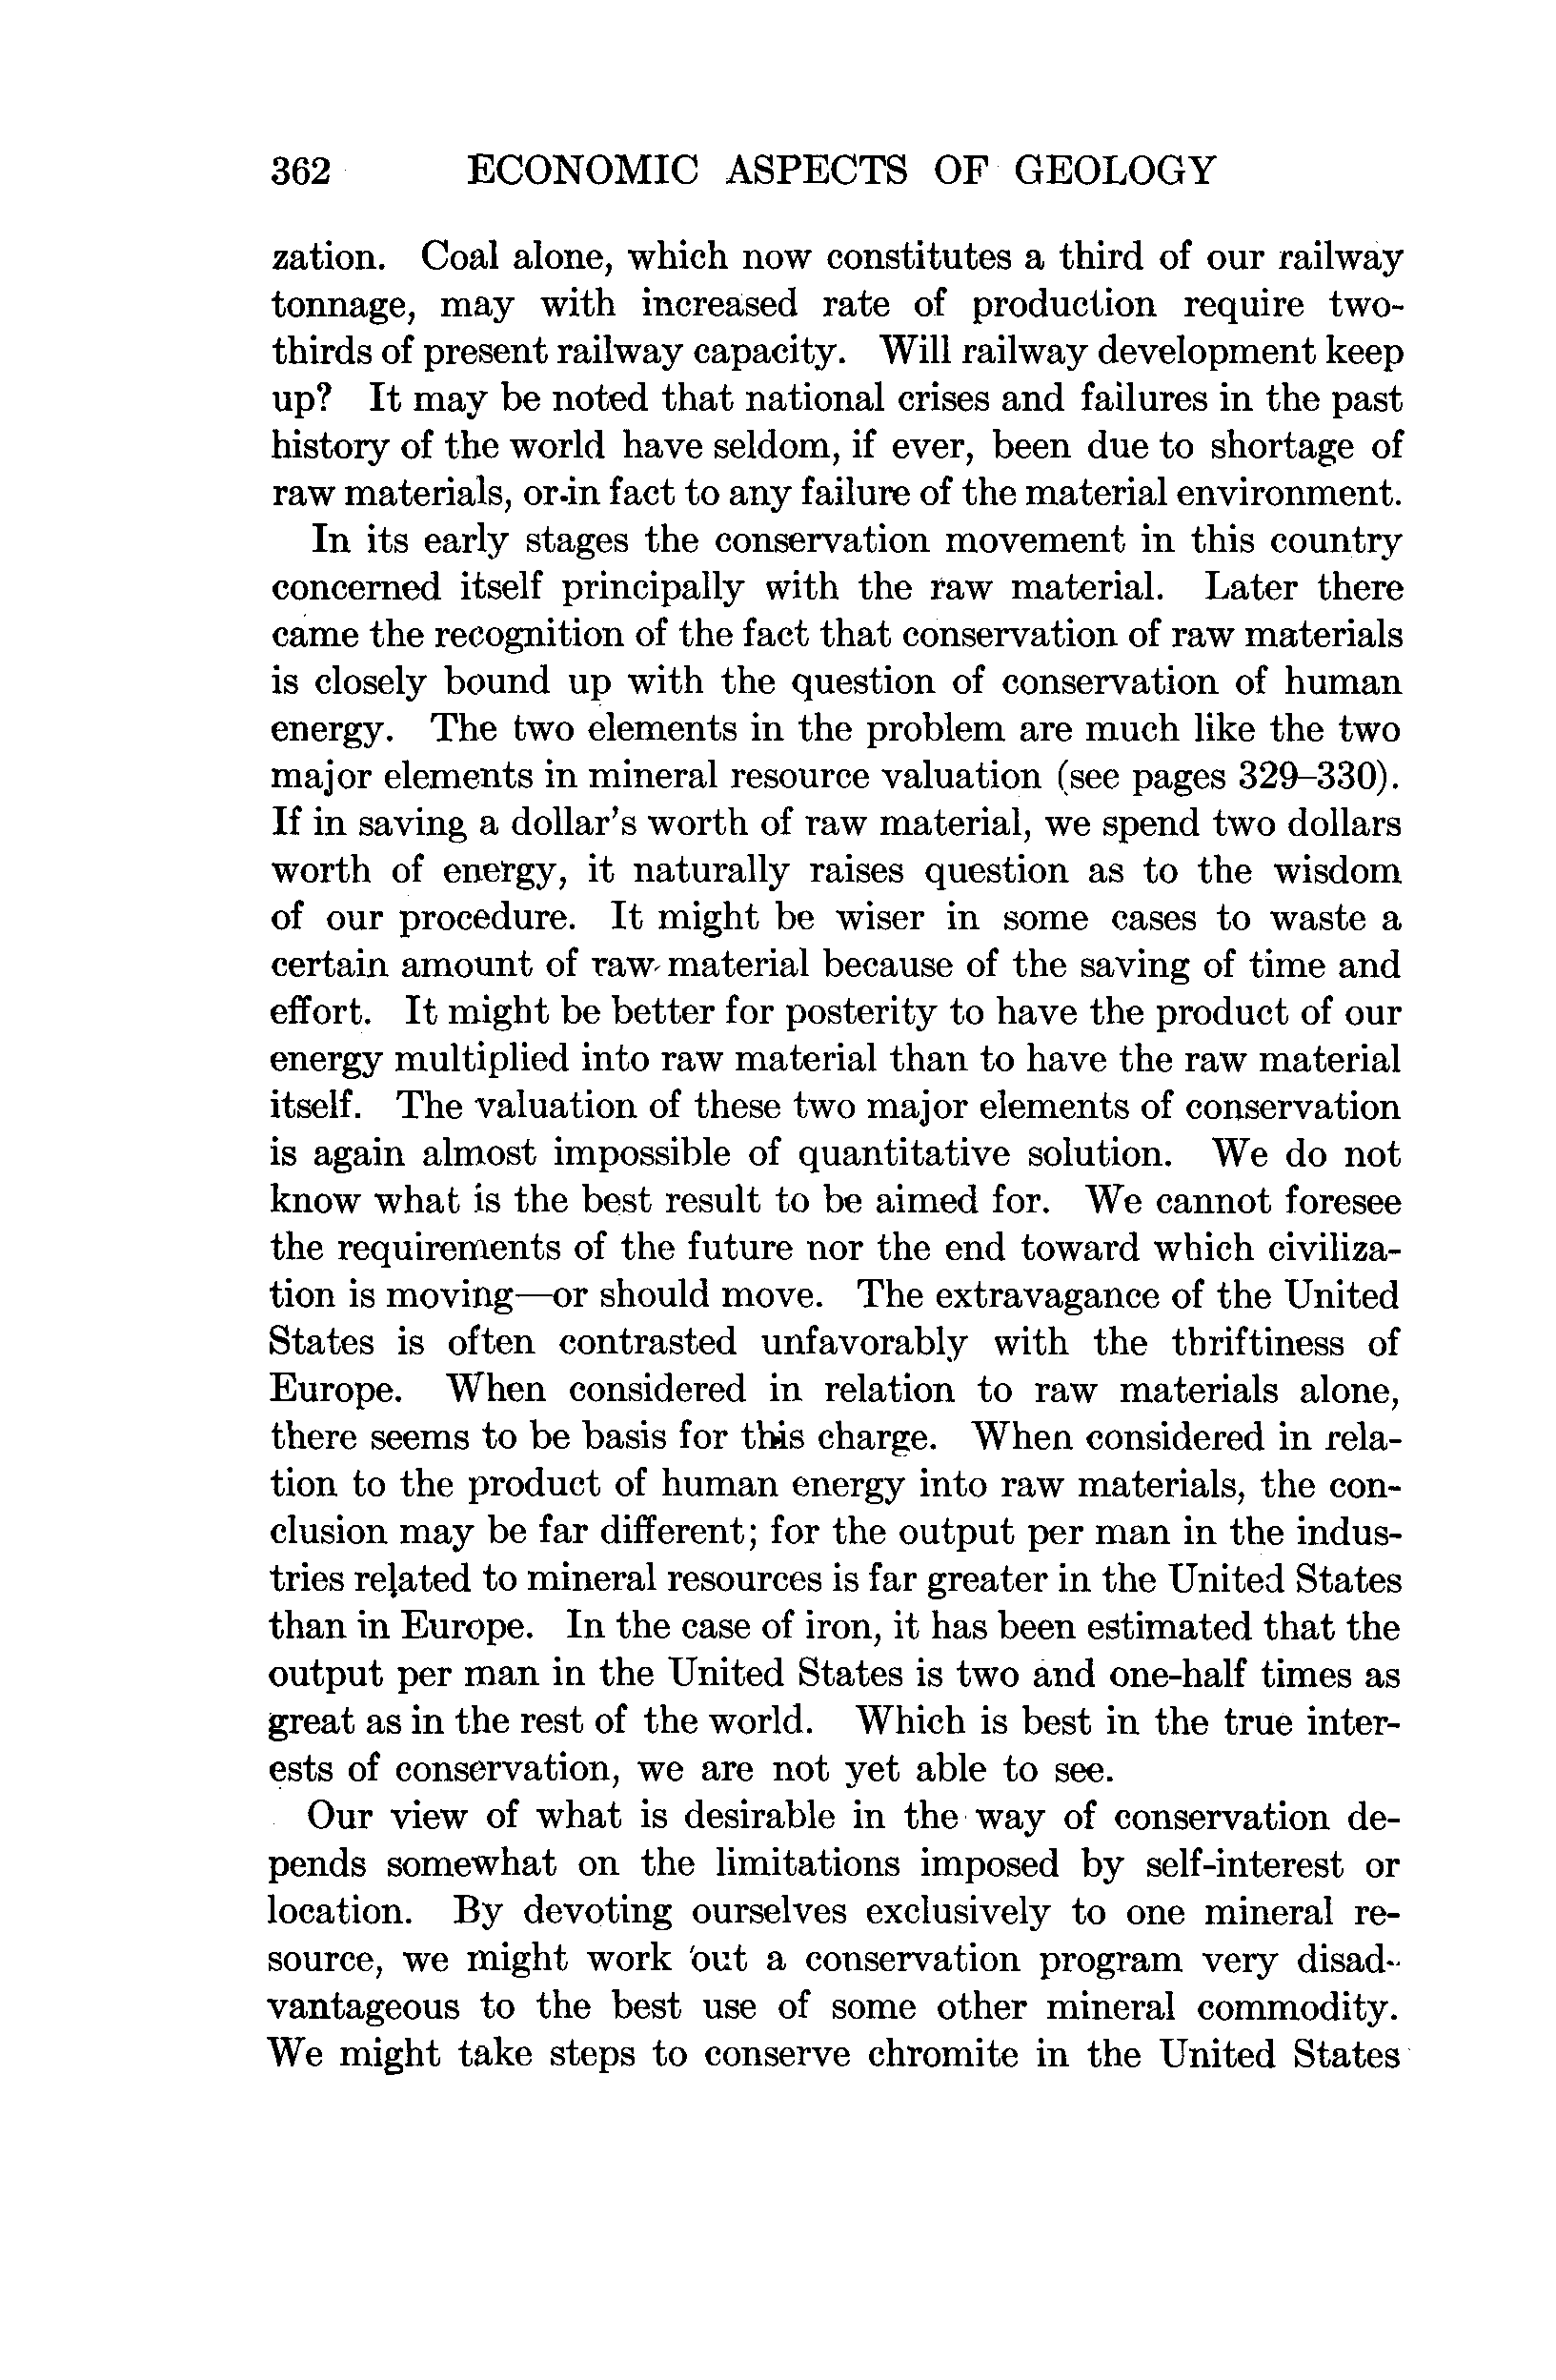 362 ECONOMIC ASPECTS OF GEOLOGY
zation. Coal alone, which now constitutes a third of our railway
tonnage, may with increased rate of production require two-
thirds of present railway capacity. Will railway development keep
up? It may be noted that national crises and failures in the past
history of the world have seldom, if ever, been due to shortage of
raw materials, or in fact to any failure of the material environment.
In its early stages the conservation movement in this country
concerned itself principally with the raw material. Later there
came the recognition of the fact that conservation of raw materials
is closely bound up with the question of conservation of human
energy. The two elements in the problem are much like the two
major elements in mineral resource valuation (see pages 329–330).
If in saving a dollar's worth of raw material, we spend two dollars
worth of energy, it naturally raises question as to the wisdom
of our procedure. It might be wiser in some cases to waste a
certain amount of raw material because of the saving of time and
effort. It might be better for posterity to have the product of our
energy multiplied into raw material than to have the raw material
itself. The valuation of these two major elements of conservation
is again almost impossible of quantitative solution. We do not
know what is the best result to be aimed for. We cannot foresee
the requirements of the future nor the end toward which civiliza-
tion is moving—or should move. The extravagance of the United
States is often contrasted unfavorably with the thriftiness of
Europe. When considered in relation to raw materials alone,
there seems to be basis for this charge. When considered in rela-
tion to the product of human energy into raw materials, the con-
clusion may be far different; for the output per man in the indus-
tries related to mineral resources is far greater in the United States
than in Europe. In the case of iron, it has been estimated that the
output per man in the United States is two and one-half times as
great as in the rest of the world. Which is best in the true inter-
ests of conservation, we are not yet able to see.
Our view of what is desirable in the way of conservation de-
pends somewhat on the limitations imposed by self-interest or
location. By devoting ourselves exclusively to one mineral re-
source, we might work out a conservation program very disad-
vantageous to the best use of some other mineral commodity.
We might take steps to conserve chromite in the United States